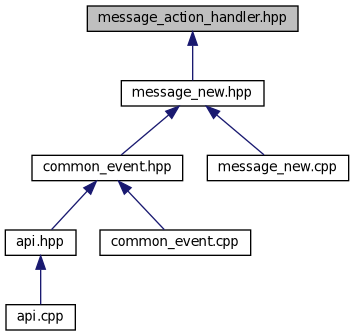 message_action_handler.hpp
message_new.hpp
common_event.hpp
message_new.cpp
api.hpp
common_event.cpp
api.cpp